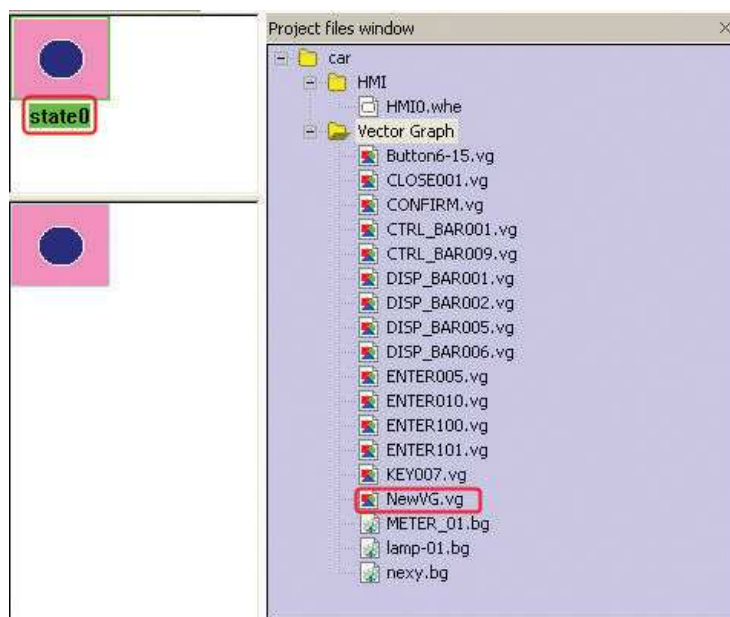 state0
Project files window
car
HMI
HMI0.whe
Vector Graph
Button6-15.vg
CLOSE001.vg
CONFIRM.vg
CTRL_BAR001.vg
CTRL_BAR009.vg
DISP_BAR001.vg
DISP_BAR002.vg
DISP_BAR005.vg
DISP_BAR006.vg
ENTER005.vg
ENTER010.vg
ENTER100.vg
ENTER101.vg
KEY007.vg
NewVG.vg
METER_01.bg
lamp-01.bg
nexy.bg